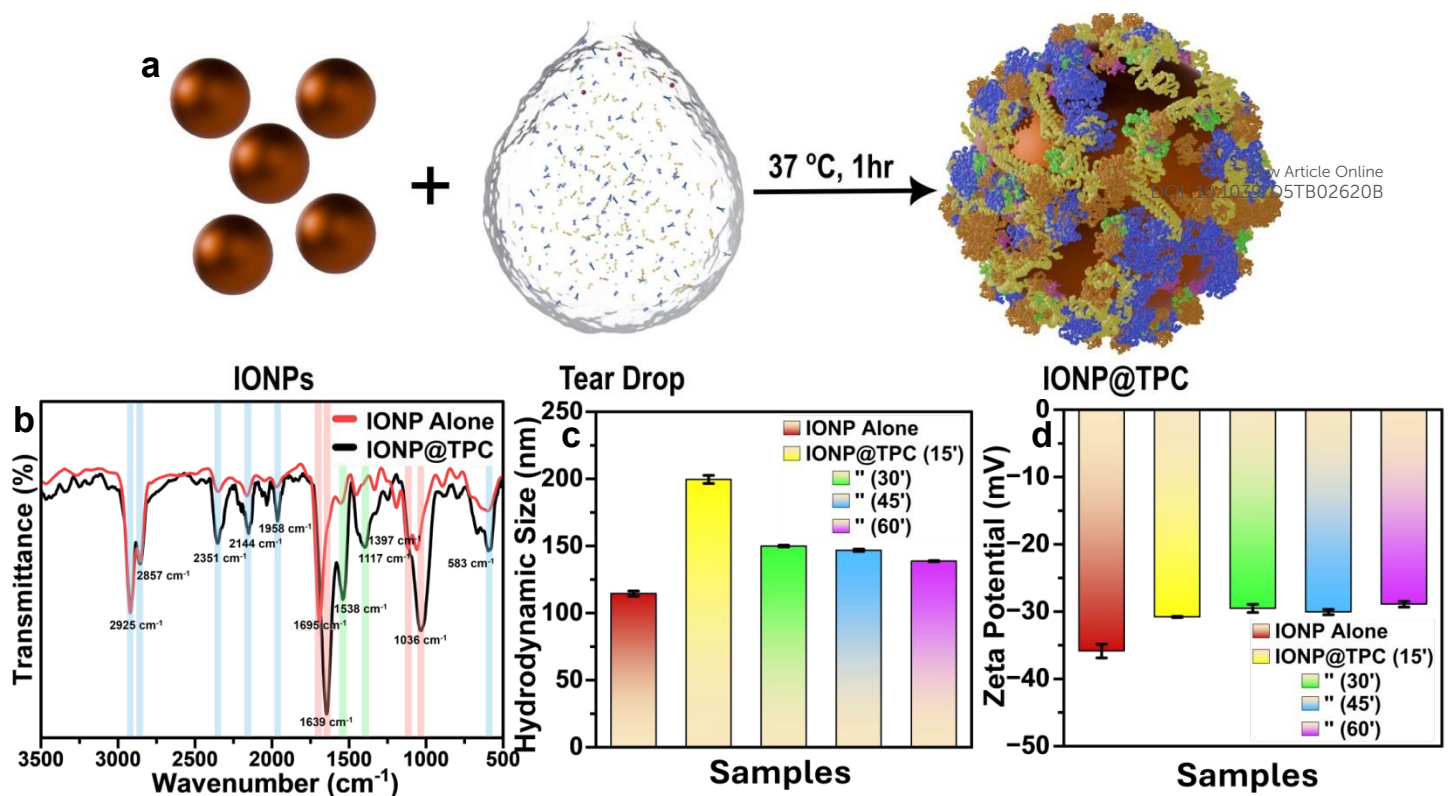 a
+
37 °C, 1hr
w Article Online
DOI: 10.1039/D5TB02620B
IONPs
Tear Drop
IONP@TPC
b
IONP Alone
IONP@TPC
Transmittance (%)
2925 cm⁻¹
2857 cm⁻¹
2351 cm⁻¹
2144 cm⁻¹
1958 cm⁻¹
1695 cm⁻¹
1639 cm⁻¹
1538 cm⁻¹
1397 cm⁻¹
1117 cm⁻¹
1036 cm⁻¹
583 cm⁻¹
3500 3000 2500 2000 1500 1000 500
Wavenumber (cm⁻¹)
c
Hydrodynamic Size (nm)
250
200
150
100
50
0
IONP Alone
IONP@TPC (15')
" (30')
" (45')
" (60')
Samples
d
Zeta Potential (mV)
0
−10
−20
−30
−40
−50
IONP Alone
IONP@TPC (15')
" (30')
" (45')
" (60')
Samples